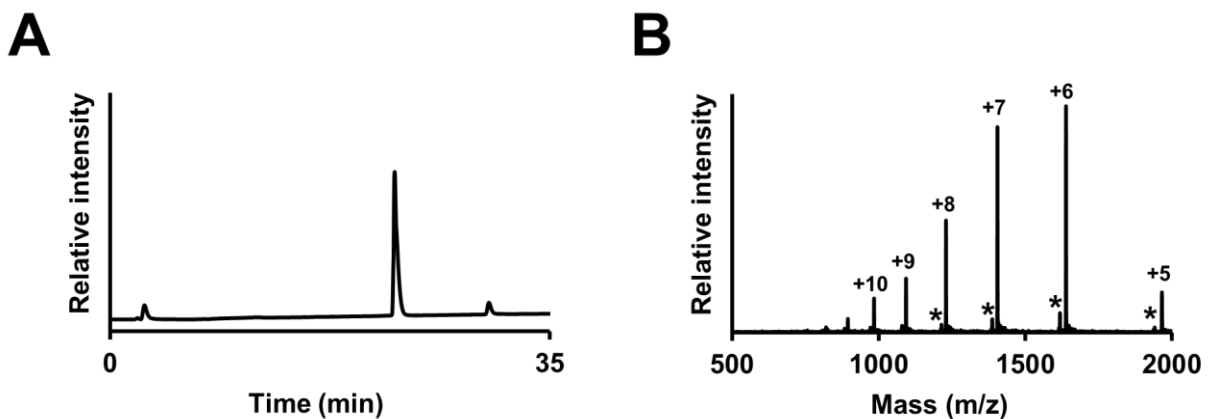 A
Relative intensity
0
35
Time (min)
B
Relative intensity
+10
+9
+8
+7
+6
+5
*
*
*
*
500
1000
1500
2000
Mass (m/z)